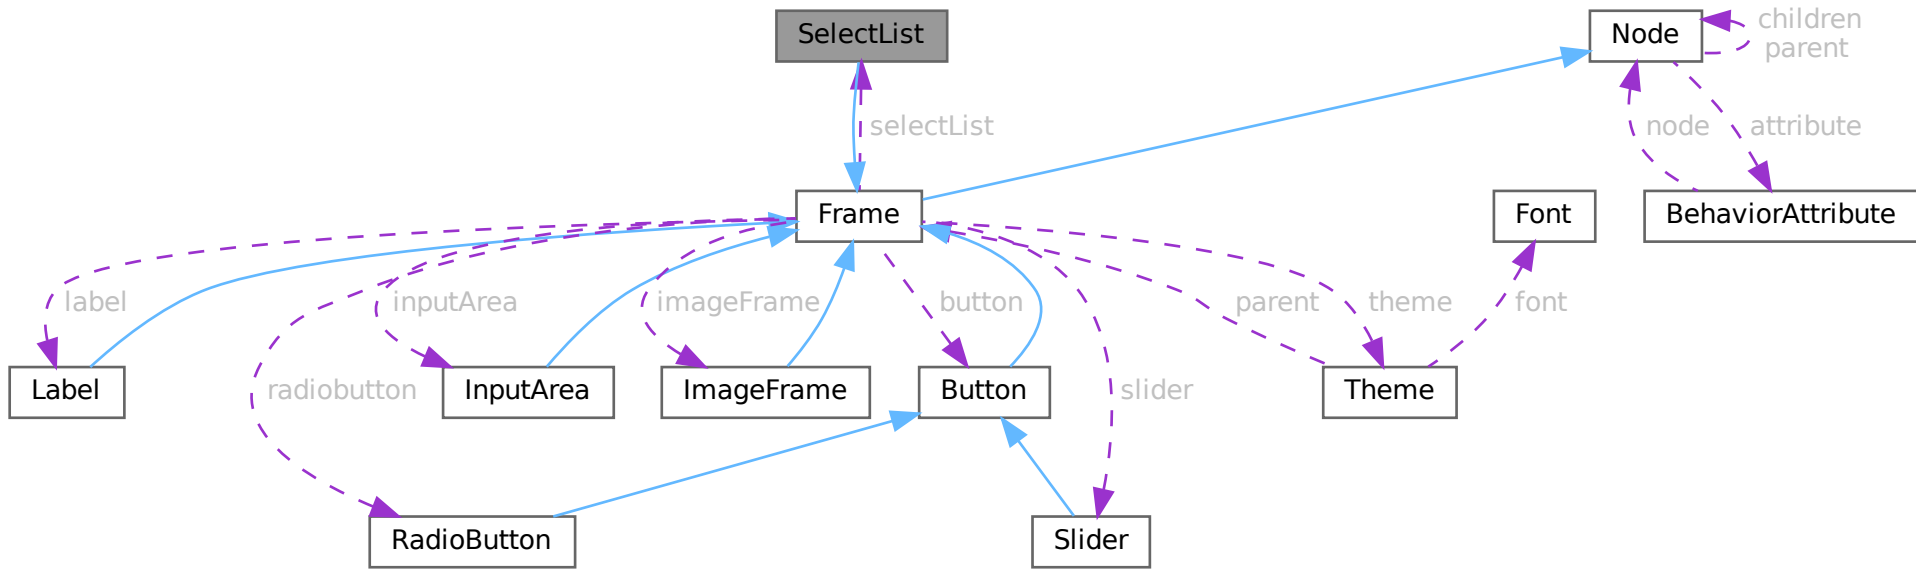 SelectList
Node
children
parent
selectList
node
attribute
Frame
Font
BehaviorAttribute
label
inputArea
imageFrame
button
parent
theme
font
Label
radiobutton
InputArea
ImageFrame
Button
slider
Theme
RadioButton
Slider